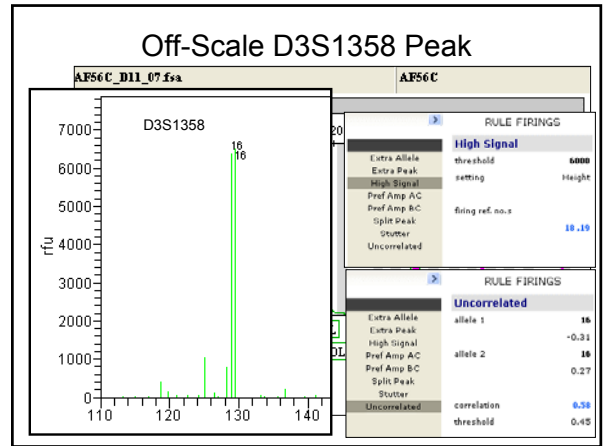 Off-Scale D3S1358 Peak
AF56C_D11_07.fsa AF56C
D3S1358
16
16
rfu
7000
6000
5000
4000
3000
2000
1000
0
110 120 130 140
20
OL
RULE FIRINGS
High Signal
Extra Allele
Extra Peak
High Signal
Pref Amp AC
Pref Amp BC
Split Peak
Stutter
Uncorrelated
threshold 6000
setting Height
firing ref. no.s
18,19
RULE FIRINGS
Uncorrelated
Extra Allele
Extra Peak
High Signal
Pref Amp AC
Pref Amp BC
Split Peak
Stutter
Uncorrelated
allele 1 16
-0.31
allele 2 16
0.27
correlation 0.58
threshold 0.45